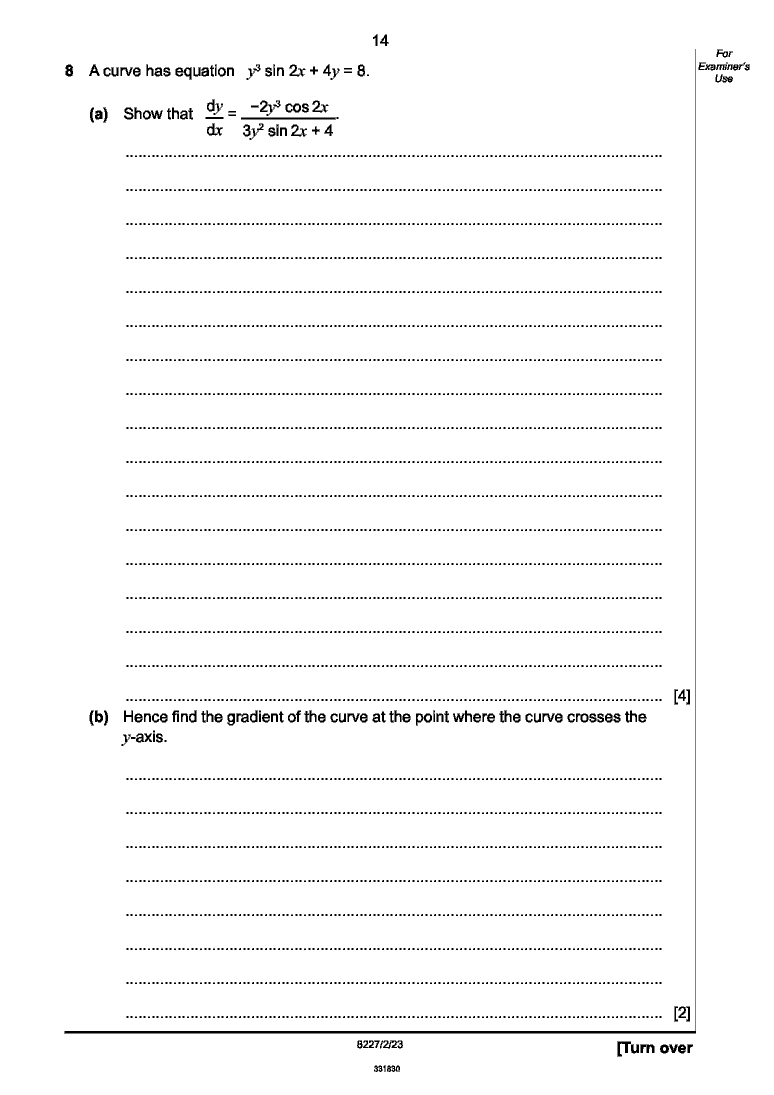 14
For
Examiner's
Use
8 A curve has equation y³ sin 2x + 4y = 8.
(a) Show that dy/dx = −2y³ cos 2x / 3y² sin 2x + 4.
[4]
(b) Hence find the gradient of the curve at the point where the curve crosses the
y-axis.
[2]
8227/2/23
[Turn over
331830